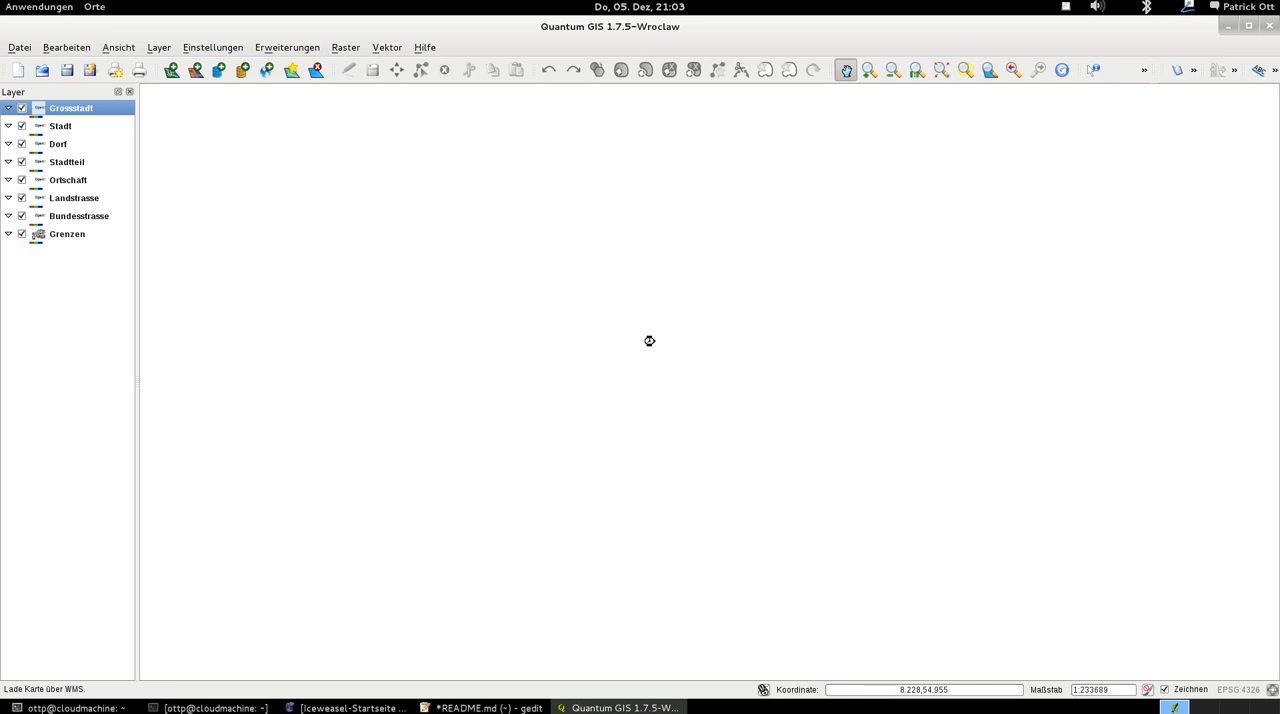 Anwendungen Orte Do, 05. Dez, 21:03 Patrick Ott
Quantum GIS 1.7.5-Wroclaw
Datei Bearbeiten Ansicht Layer Einstellungen Erweiterungen Raster Vektor Hilfe
Layer
Grossstadt
Stadt
Dorf
Stadtteil
Ortschaft
Landstrasse
Bundesstrasse
Grenzen
Lade Karte über WMS. Koordinate: 8.228,54.955 Maßstab 1:233689 Zeichnen EPSG:4326
ottp@cloudmachine: ~ [ottp@cloudmachine: ~] [Iceweasel-Startseite ... *README.md (~) - gedit Quantum GIS 1.7.5-W...